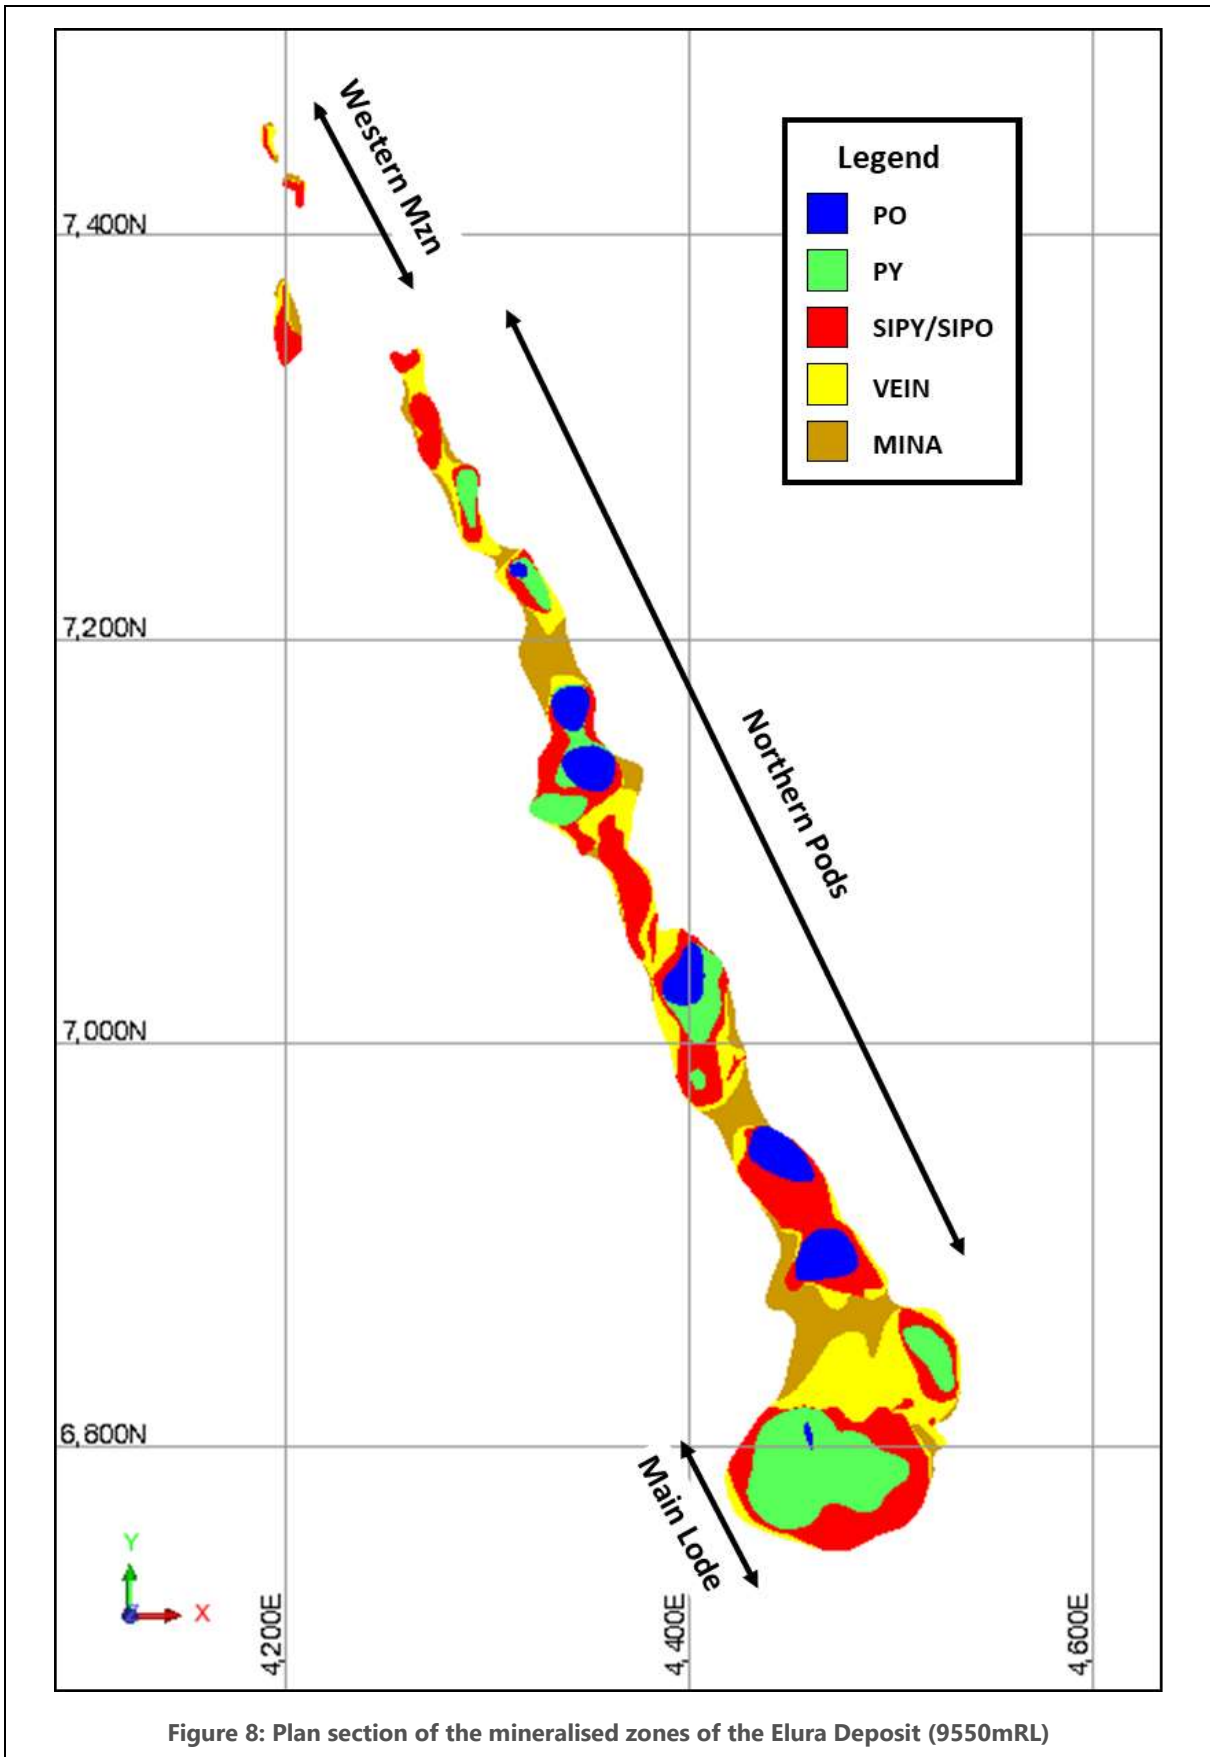 Western Mzn
Legend
PO
PY
SIPY/SIPO
VEIN
MINA
7,400N
7,200N
Northern Pods
7,000N
6,800N
Main Lode
Y
X
4,200E
4,400E
4,600E
Figure 8: Plan section of the mineralised zones of the Elura Deposit (9550mRL)